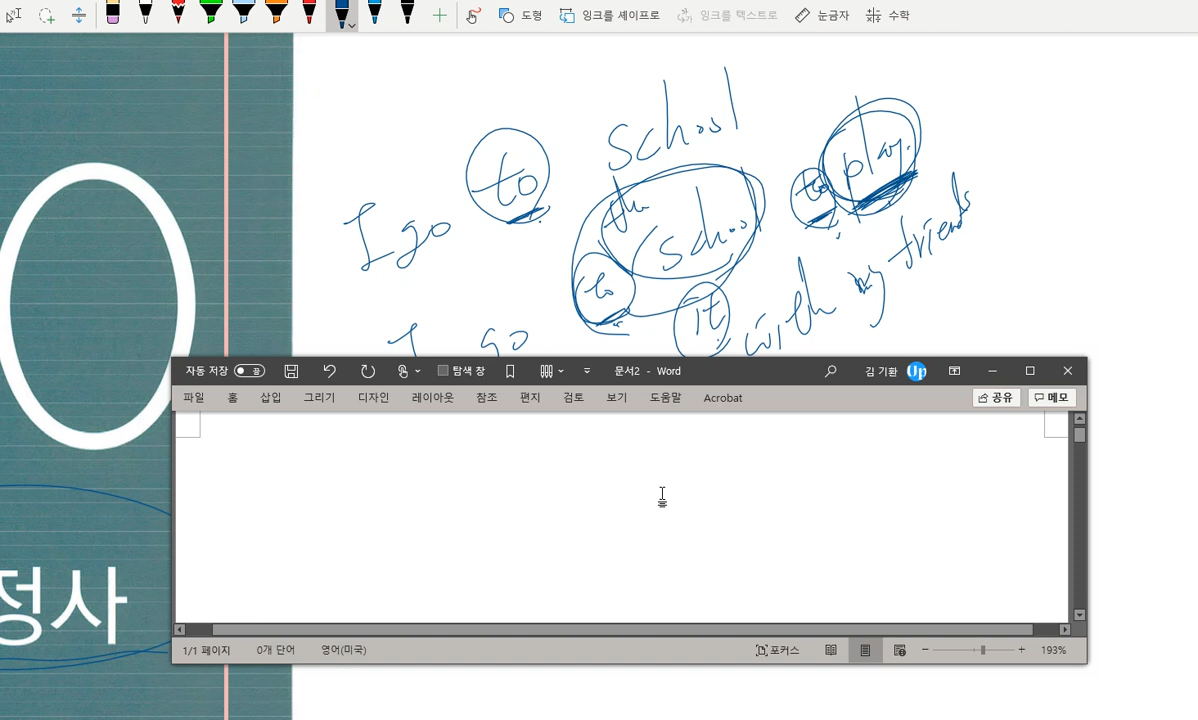 도형 잉크를 셰이프로 잉크를 텍스트로 눈금자 수학
school
to play.
I go to the school
to it with my friends
I go
정사
자동 저장 끔 탐색 창 문서2 - Word 김 기환 Up
파일 홈 삽입 그리기 디자인 레이아웃 참조 편지 검토 보기 도움말 Acrobat 공유 메모
1/1 페이지 0개 단어 영어(미국) 포커스 193%